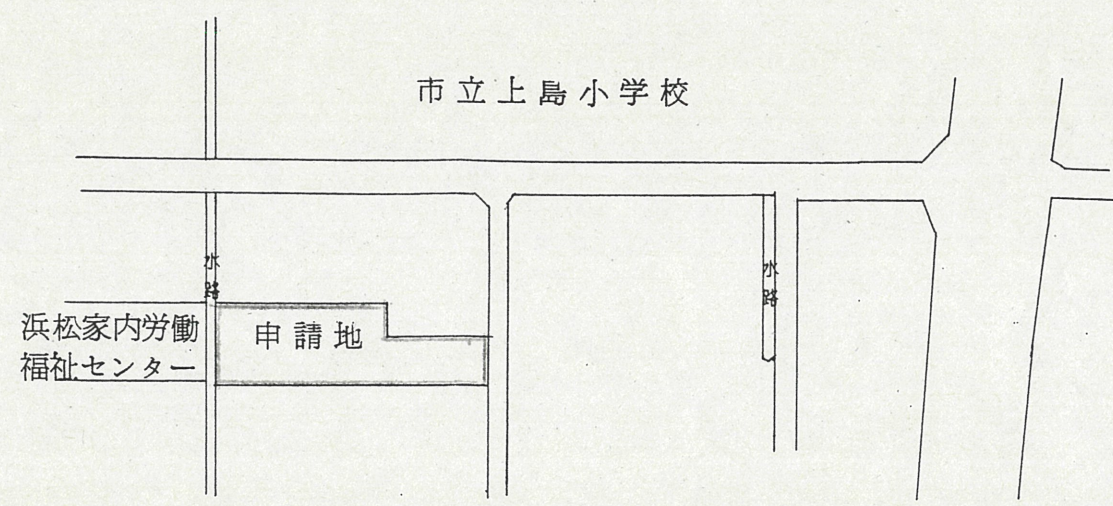 市立上島小学校
水路
水路
浜松家内労働
福祉センター
申請地